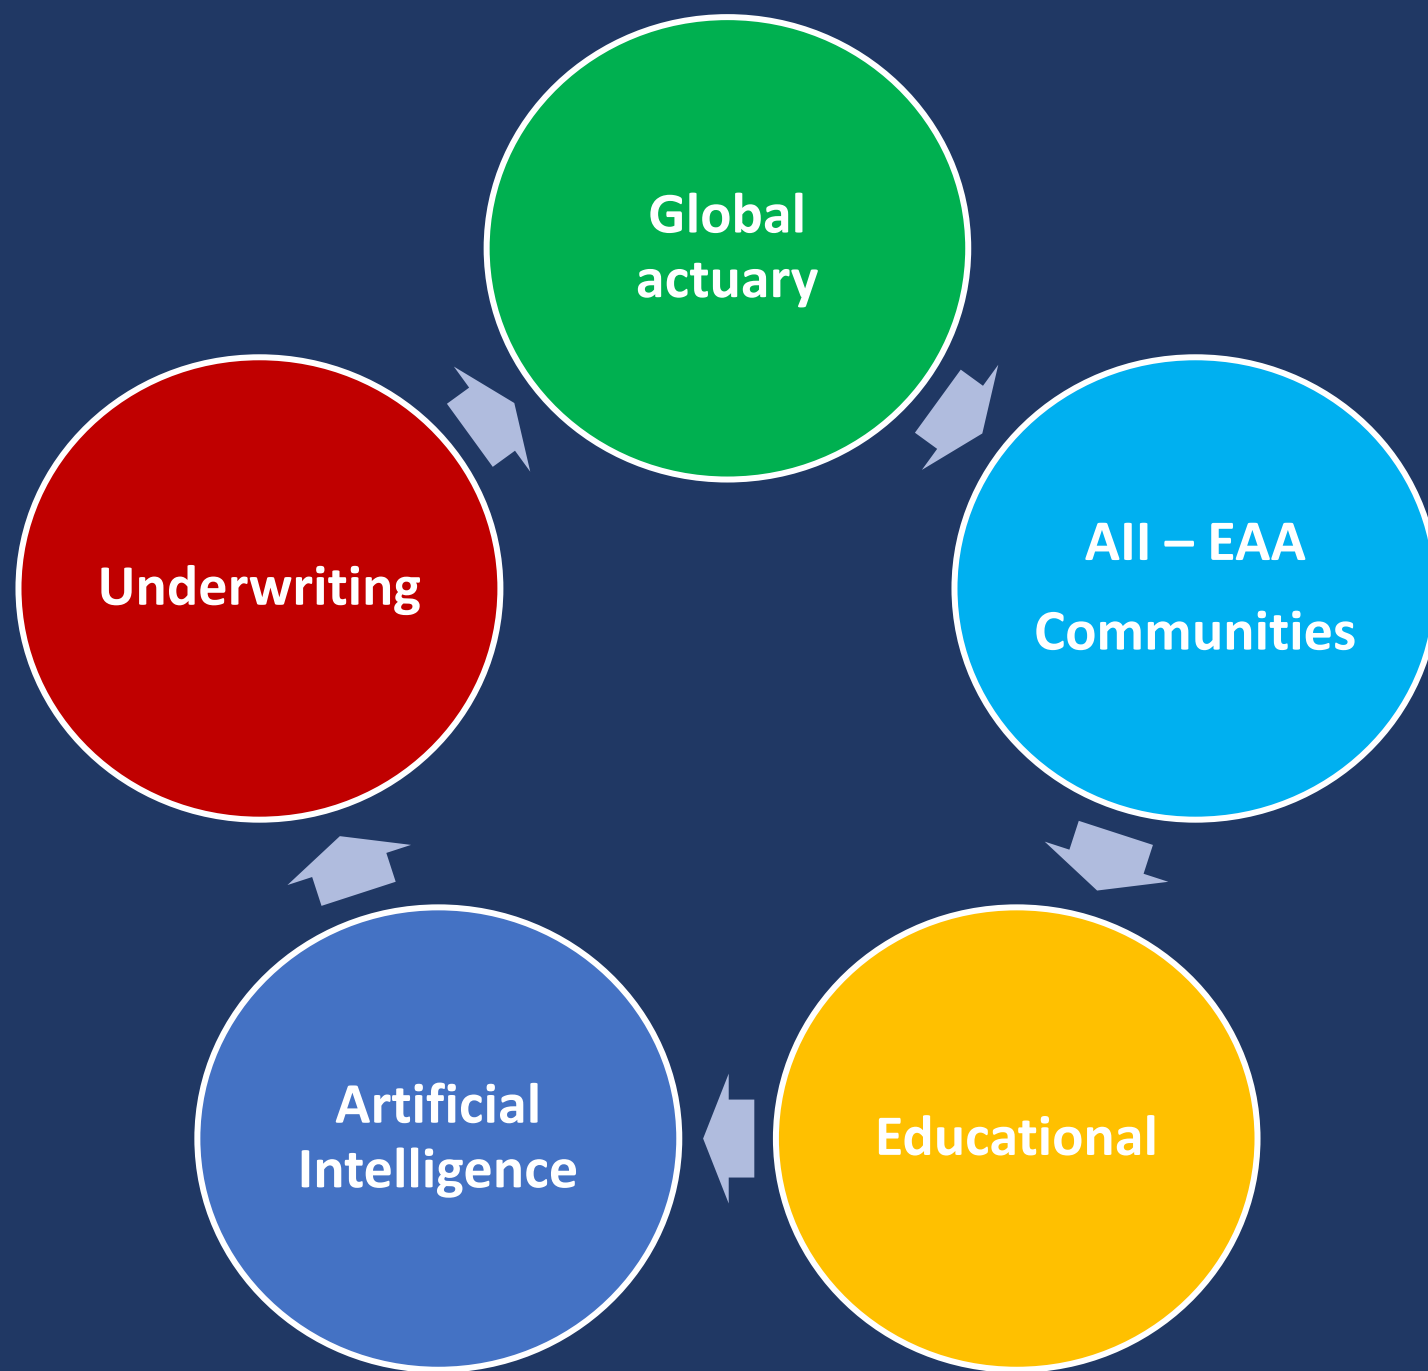 Global
actuary
AII – EAA
Communities
Educational
Artificial
Intelligence
Underwriting